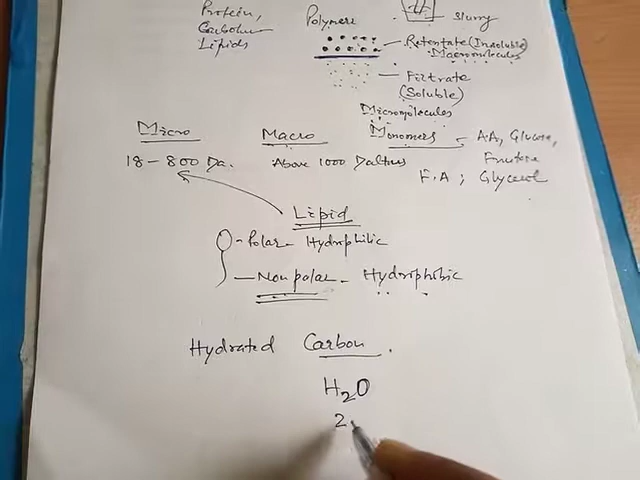 Protein,
Polymers
Slurry
Carbohy-
Lipids
Retentate (Insoluble)
Macromolecules
Filtrate
(Soluble)
Micromolecules
Micro
Macro
Monomers - A.A, Glucose,
18 - 800 Da.
Above 1000 Daltons
Fructose
F.A ; Glycerol
Lipid
- Polar - Hydrophilic
- Non polar - Hydrophobic
Hydrated Carbon.
H2O
2